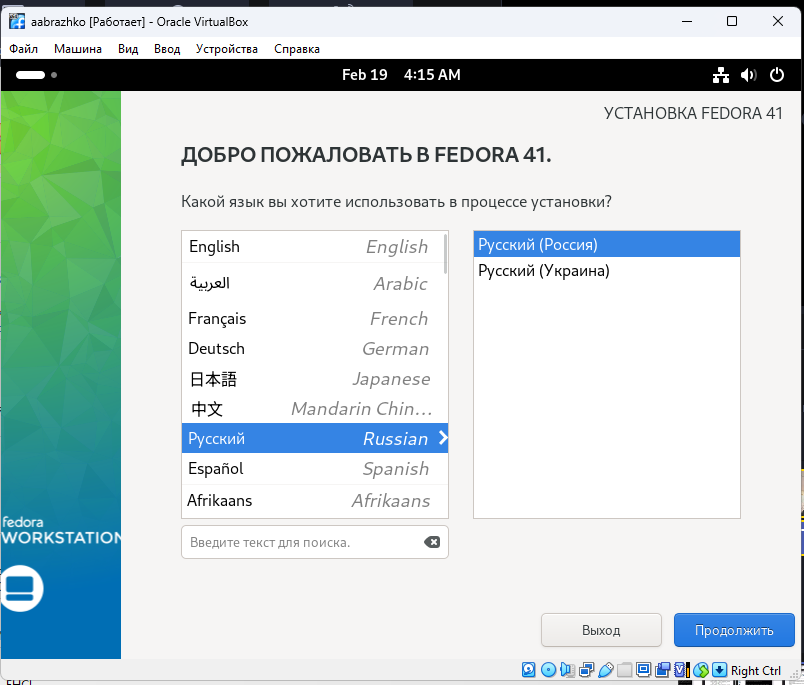 aabrazhko [Работает] - Oracle VirtualBox
Файл Машина Вид Ввод Устройства Справка
Feb 19 4:15 AM
УСТАНОВКА FEDORA 41
ДОБРО ПОЖАЛОВАТЬ В FEDORA 41.
Какой язык вы хотите использовать в процессе установки?
English English
العربية Arabic
Français French
Deutsch German
日本語 Japanese
中文 Mandarin Chin...
Русский Russian
Español Spanish
Afrikaans Afrikaans
Русский (Россия)
Русский (Украина)
Введите текст для поиска.
fedora
WORKSTATION
Выход Продолжить
Right Ctrl